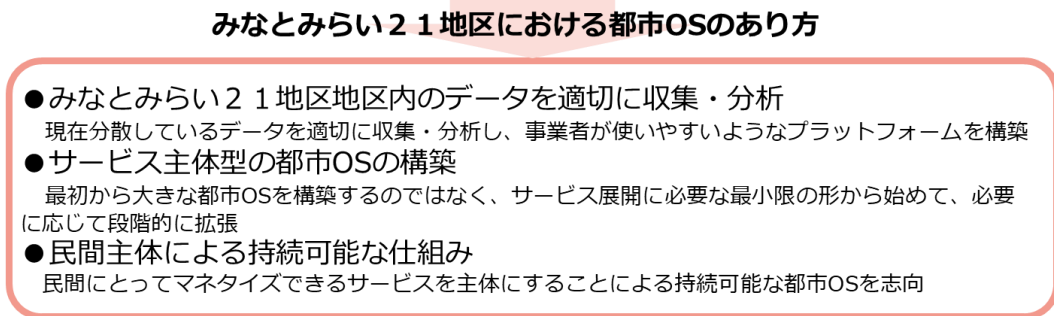 みなとみらい２１地区における都市OSのあり方
●みなとみらい２１地区地区内のデータを適切に収集・分析
現在分散しているデータを適切に収集・分析し、事業者が使いやすいようなプラットフォームを構築
●サービス主体型の都市OSの構築
最初から大きな都市OSを構築するのではなく、サービス展開に必要な最小限の形から始めて、必要
に応じて段階的に拡張
●民間主体による持続可能な仕組み
民間にとってマネタイズできるサービスを主体にすることによる持続可能な都市OSを志向